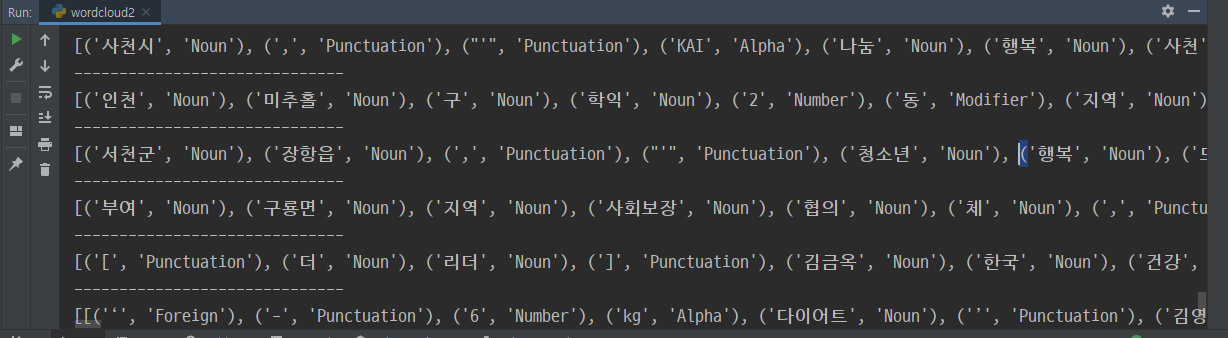 Run: wordcloud2
[('사천시', 'Noun'), (',', 'Punctuation'), ("'", 'Punctuation'), ('KAI', 'Alpha'), ('나눔', 'Noun'), ('행복', 'Noun'), ('사천'
------------------------------
[('인천', 'Noun'), ('미추홀', 'Noun'), ('구', 'Noun'), ('학익', 'Noun'), ('2', 'Number'), ('동', 'Modifier'), ('지역', 'Noun')
------------------------------
[('서천군', 'Noun'), ('장항읍', 'Noun'), (',', 'Punctuation'), ("'", 'Punctuation'), ('청소년', 'Noun'), ('행복', 'Noun'), ('
------------------------------
[('부여', 'Noun'), ('구룡면', 'Noun'), ('지역', 'Noun'), ('사회보장', 'Noun'), ('협의', 'Noun'), ('체', 'Noun'), (',', 'Punctu
------------------------------
[('[', 'Punctuation'), ('더', 'Noun'), ('리더', 'Noun'), (']', 'Punctuation'), ('김금옥', 'Noun'), ('한국', 'Noun'), ('건강',
------------------------------
[[('‘', 'Foreign'), ('-', 'Punctuation'), ('6', 'Number'), ('kg', 'Alpha'), ('다이어트', 'Noun'), ('’', 'Punctuation'), ('김영